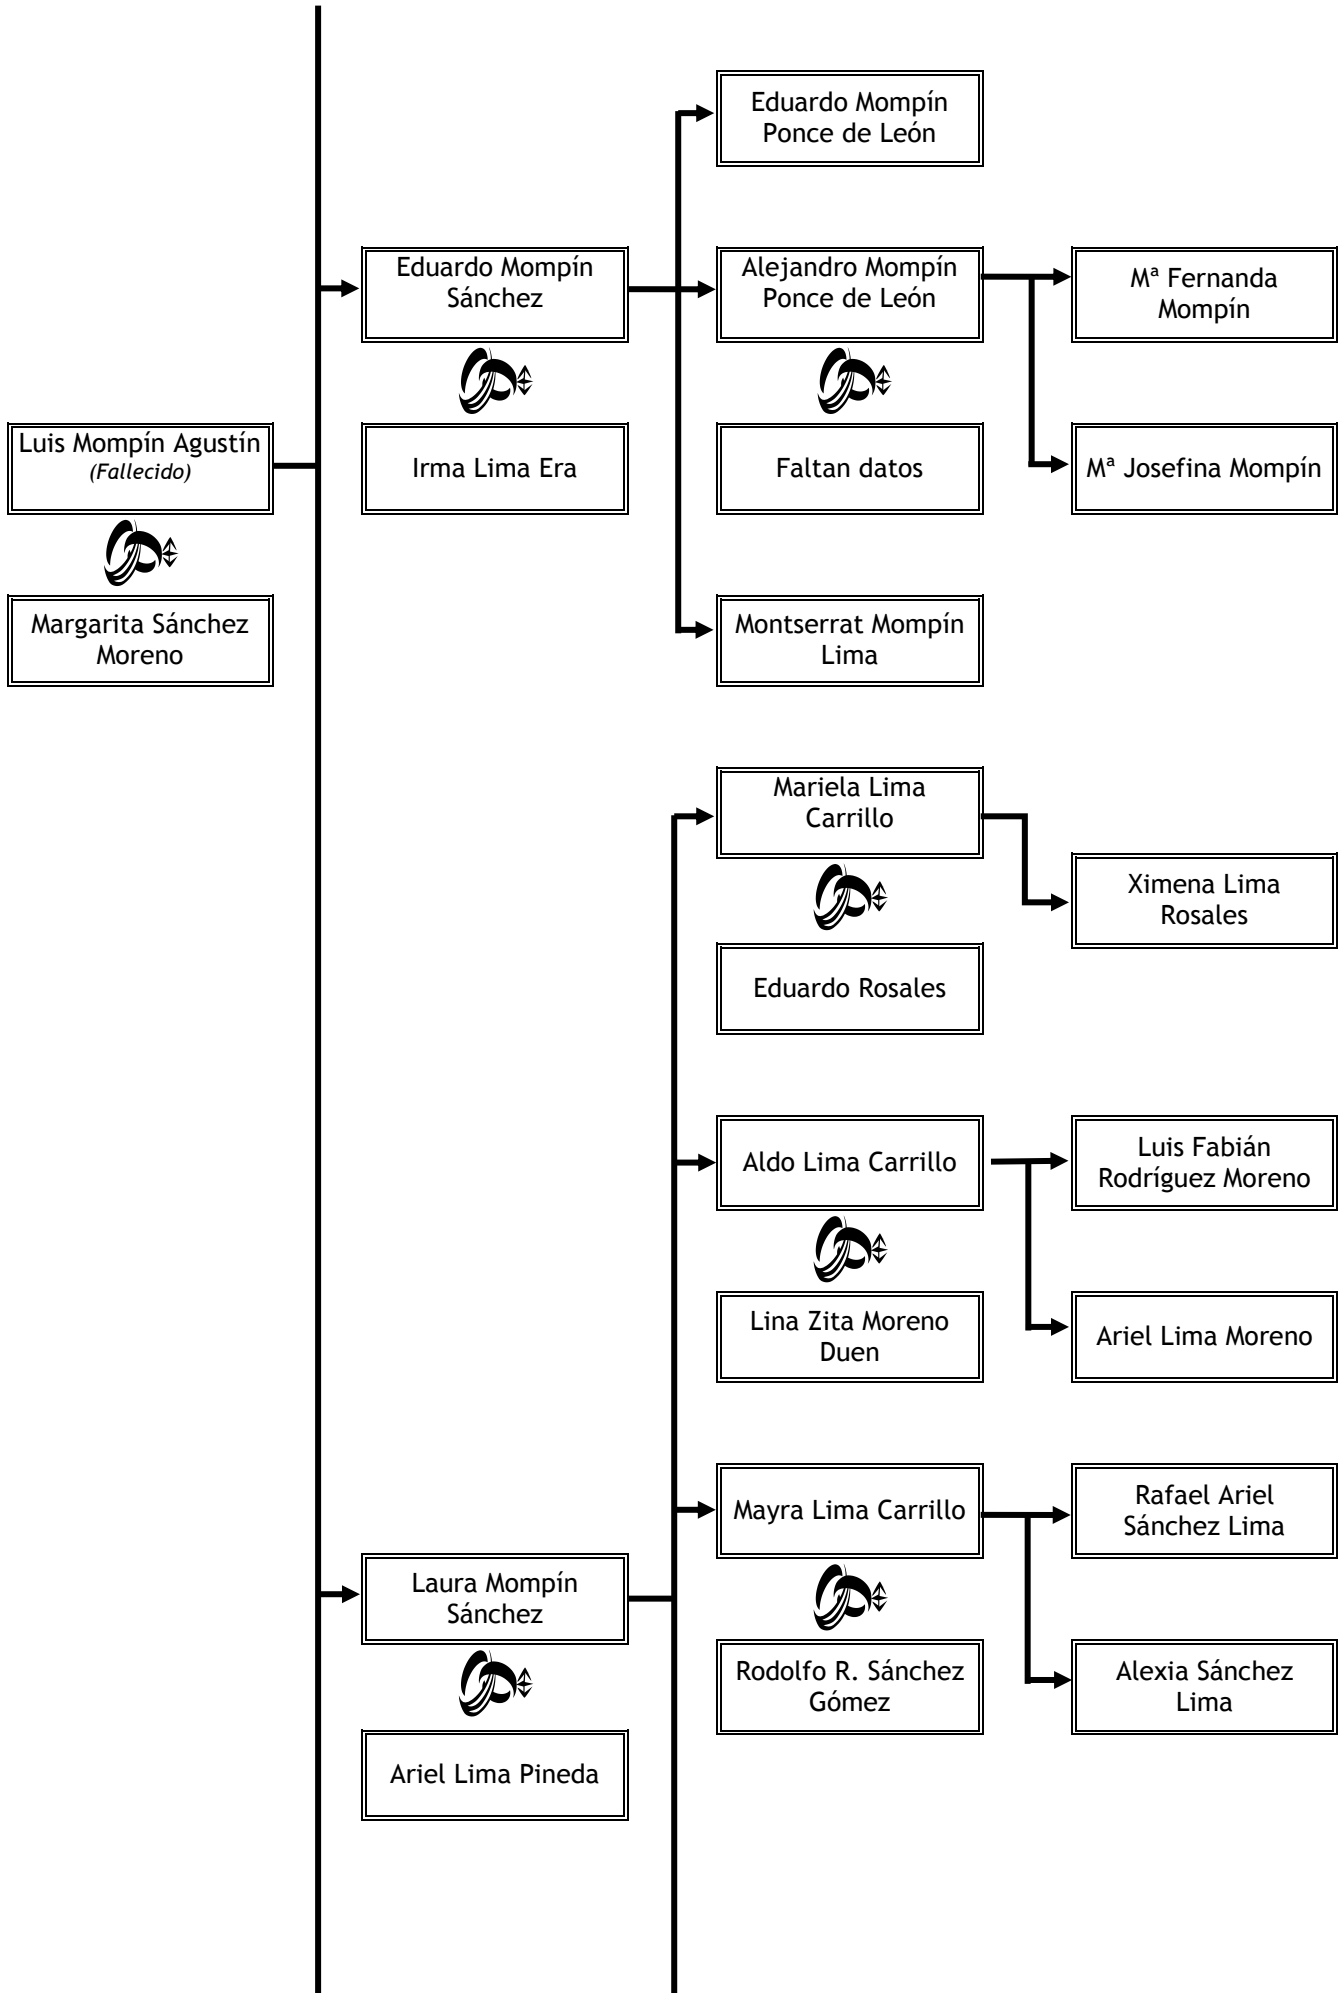 Eduardo Mompín
Ponce de León
Eduardo Mompín
Sánchez
Alejandro Mompín
Ponce de León
Mª Fernanda
Mompín
Luis Mompín Agustín
(Fallecido)
Irma Lima Era
Faltan datos
Mª Josefina Mompín
Margarita Sánchez
Moreno
Montserrat Mompín
Lima
Mariela Lima
Carrillo
Ximena Lima
Rosales
Eduardo Rosales
Aldo Lima Carrillo
Luis Fabián
Rodríguez Moreno
Lina Zita Moreno
Duen
Ariel Lima Moreno
Mayra Lima Carrillo
Rafael Ariel
Sánchez Lima
Laura Mompín
Sánchez
Rodolfo R. Sánchez
Gómez
Alexia Sánchez
Lima
Ariel Lima Pineda